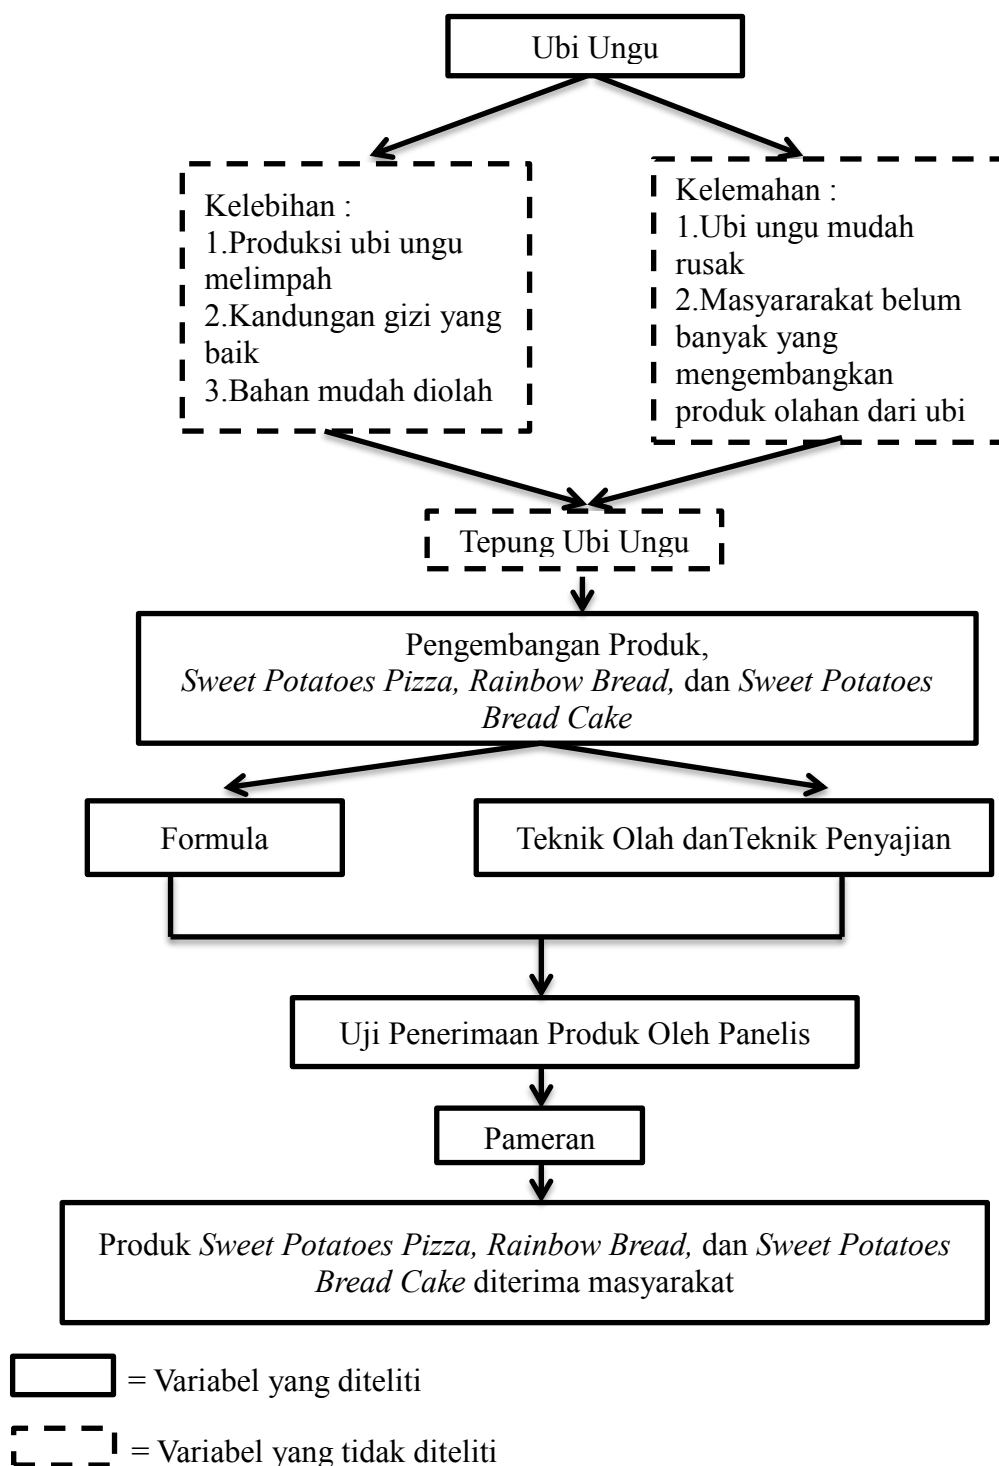 Ubi Ungu
Kelebihan :
1.Produksi ubi ungu
melimpah
2.Kandungan gizi yang
baik
3.Bahan mudah diolah
Kelemahan :
1.Ubi ungu mudah
rusak
2.Masyararakat belum
banyak yang
mengembangkan
produk olahan dari ubi
Tepung Ubi Ungu
Pengembangan Produk,
Sweet Potatoes Pizza, Rainbow Bread, dan Sweet Potatoes
Bread Cake
Formula
Teknik Olah danTeknik Penyajian
Uji Penerimaan Produk Oleh Panelis
Pameran
Produk Sweet Potatoes Pizza, Rainbow Bread, dan Sweet Potatoes
Bread Cake diterima masyarakat
= Variabel yang diteliti
= Variabel yang tidak diteliti